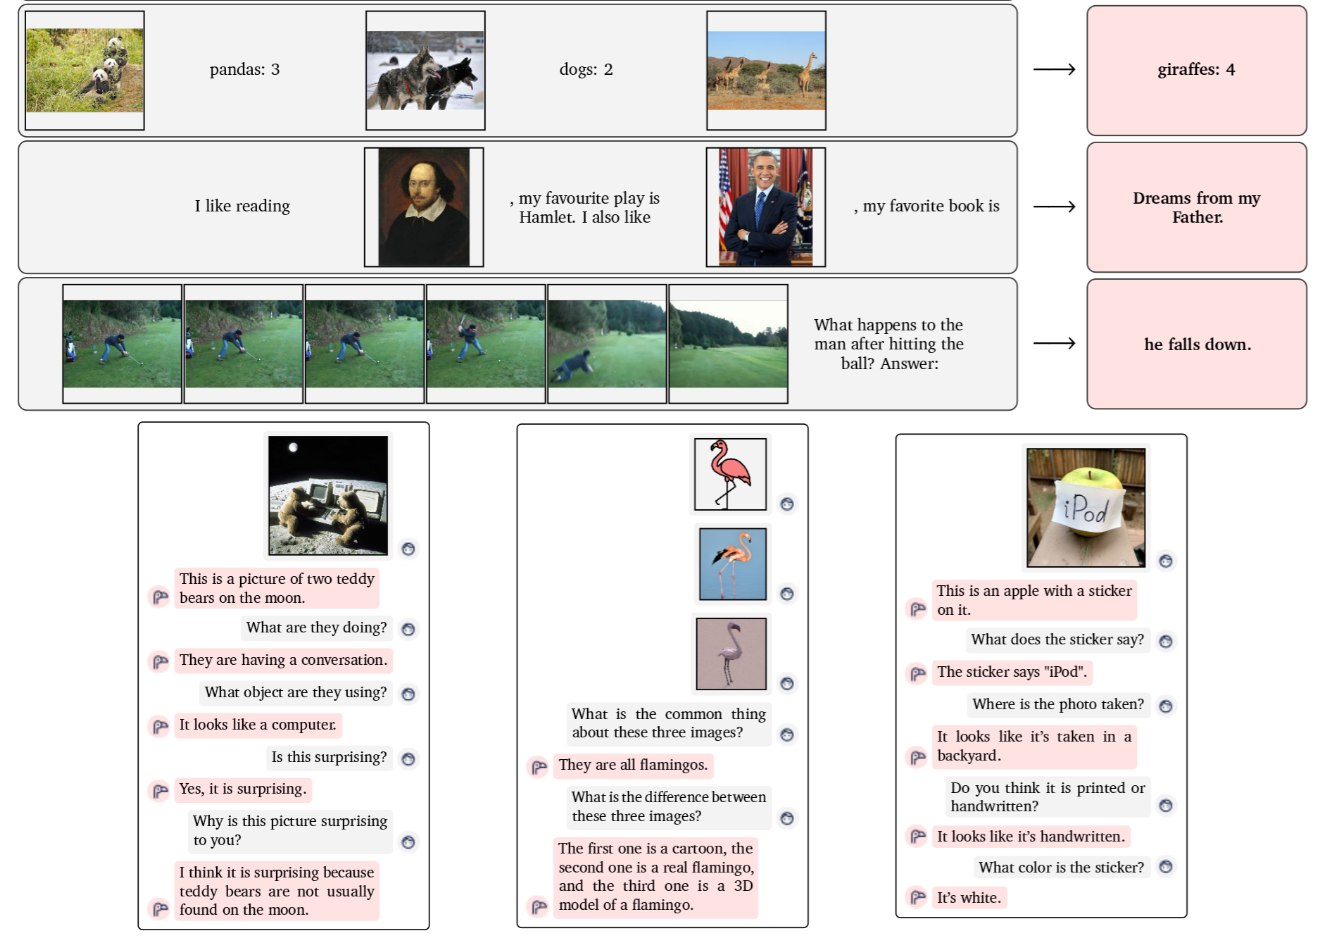 pandas: 3
dogs: 2
giraffes: 4
I like reading
, my favourite play is
Hamlet. I also like
, my favorite book is
Dreams from my
Father.
What happens to the
man after hitting the
ball? Answer:
he falls down.
This is a picture of two teddy
bears on the moon.
What are they doing?
They are having a conversation.
What object are they using?
It looks like a computer.
Is this surprising?
Yes, it is surprising.
Why is this picture surprising
to you?
I think it is surprising because
teddy bears are not usually
found on the moon.
What is the common thing
about these three images?
They are all flamingos.
What is the difference between
these three images?
The first one is a cartoon, the
second one is a real flamingo,
and the third one is a 3D
model of a flamingo.
iPod
This is an apple with a sticker
on it.
What does the sticker say?
The sticker says "iPod".
Where is the photo taken?
It looks like it's taken in a
backyard.
Do you think it is printed or
handwritten?
It looks like it's handwritten.
What color is the sticker?
It's white.